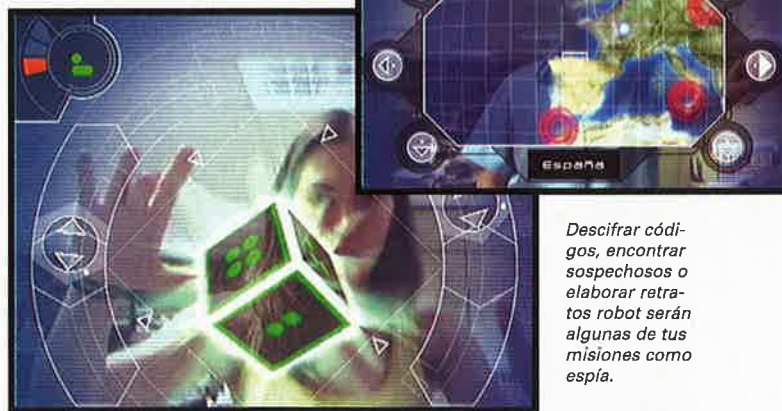 España
Descifrar códi-
gos, encontrar
sospechosos o
elaborar retra-
tos robot serán
algunas de tus
misiones como
espía.